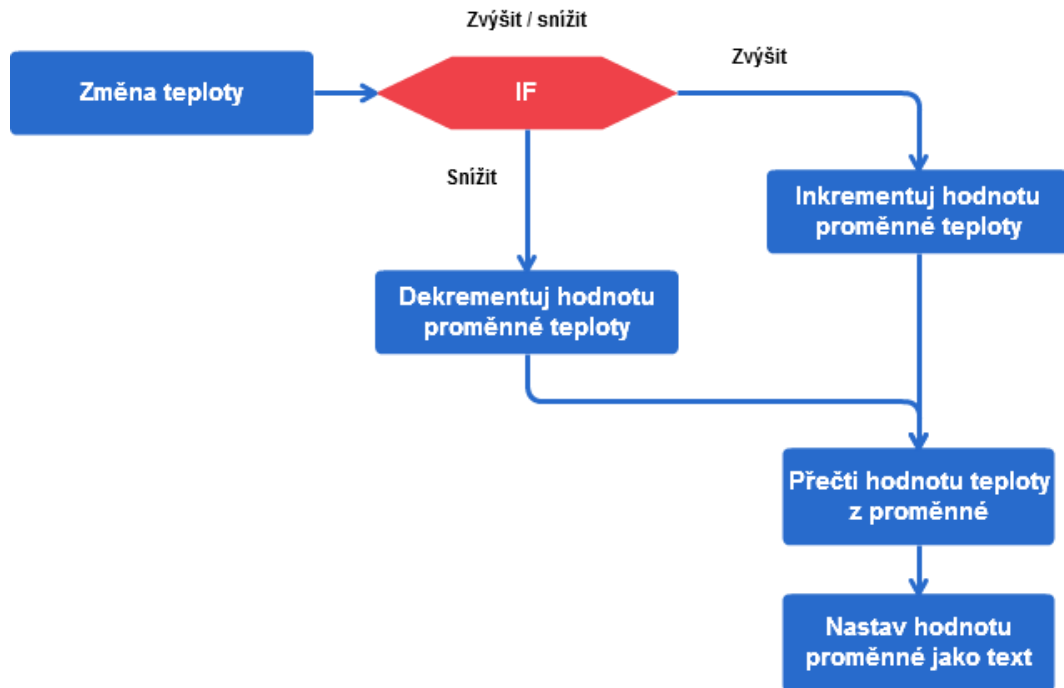 Zvýšit / snížit
Změna teploty
IF
Zvýšit
Snížit
Inkrementuj hodnotu
proměnné teploty
Dekrementuj hodnotu
proměnné teploty
Přečti hodnotu teploty
z proměnné
Nastav hodnotu
proměnné jako text